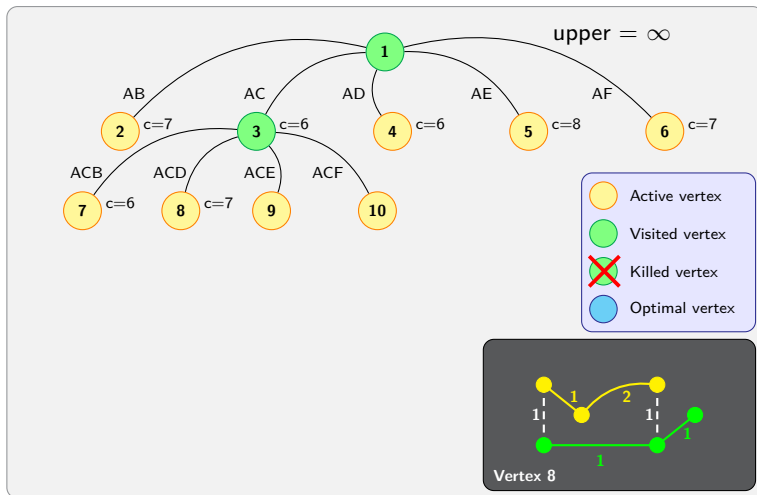 upper = ∞
1
AB
AC
AD
AE
AF
2
c=7
3
c=6
4
c=6
5
c=8
6
c=7
ACB
ACD
ACE
ACF
7
c=6
8
c=7
9
10
Active vertex
Visited vertex
Killed vertex
Optimal vertex
1
2
1
1
1
1
Vertex 8